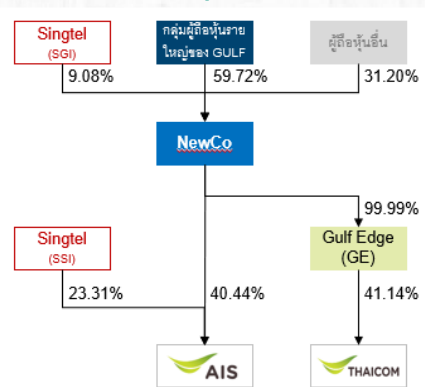 Singtel
(SGI)
กลุ่มผู้ถือหุ้นราย
ใหญ่ของ GULF
ผู้ถือหุ้นอื่น
9.08%
59.72%
31.20%
NewCo
99.99%
Singtel
(SSI)
Gulf Edge
(GE)
23.31%
40.44%
41.14%
AIS
THAICOM